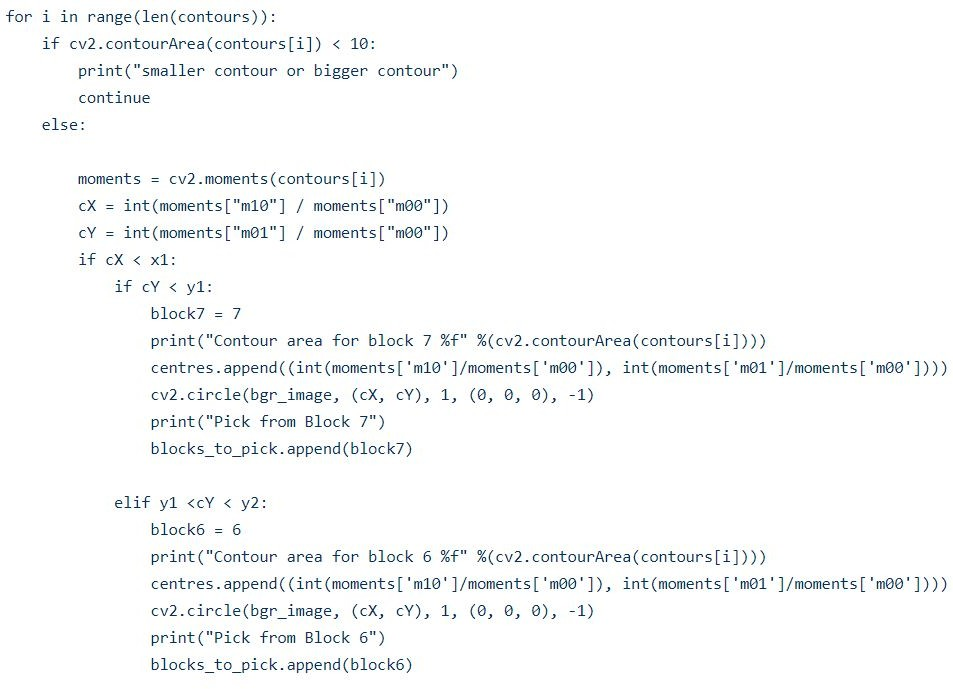 for i in range(len(contours)):
    if cv2.contourArea(contours[i]) < 10:
        print("smaller contour or bigger contour")
        continue
    else:

        moments = cv2.moments(contours[i])
        cX = int(moments["m10"] / moments["m00"])
        cY = int(moments["m01"] / moments["m00"])
        if cX < x1:
            if cY < y1:
                block7 = 7
                print("Contour area for block 7 %f" %(cv2.contourArea(contours[i])))
                centres.append((int(moments['m10']/moments['m00']), int(moments['m01']/moments['m00'])))
                cv2.circle(bgr_image, (cX, cY), 1, (0, 0, 0), -1)
                print("Pick from Block 7")
                blocks_to_pick.append(block7)

            elif y1 <cY < y2:
                block6 = 6
                print("Contour area for block 6 %f" %(cv2.contourArea(contours[i])))
                centres.append((int(moments['m10']/moments['m00']), int(moments['m01']/moments['m00'])))
                cv2.circle(bgr_image, (cX, cY), 1, (0, 0, 0), -1)
                print("Pick from Block 6")
                blocks_to_pick.append(block6)